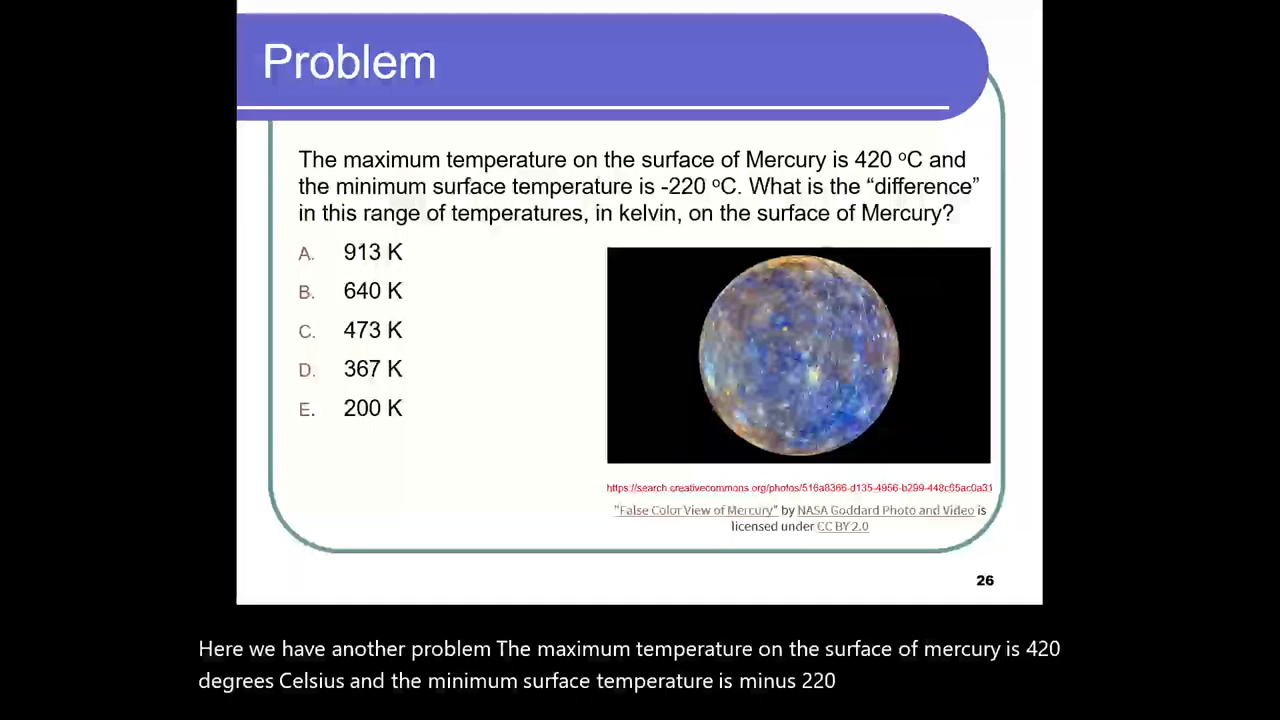 Problem
The maximum temperature on the surface of Mercury is 420 ºC and
the minimum surface temperature is -220 ºC. What is the “difference”
in this range of temperatures, in kelvin, on the surface of Mercury?
A. 913 K
B. 640 K
C. 473 K
D. 367 K
E. 200 K
https://search.creativecommons.org/photos/516a8366-d135-4956-b299-448c65ac0a31
"False Color View of Mercury" by NASA Goddard Photo and Video is
licensed under CC BY 2.0
26
Here we have another problem The maximum temperature on the surface of mercury is 420
degrees Celsius and the minimum surface temperature is minus 220